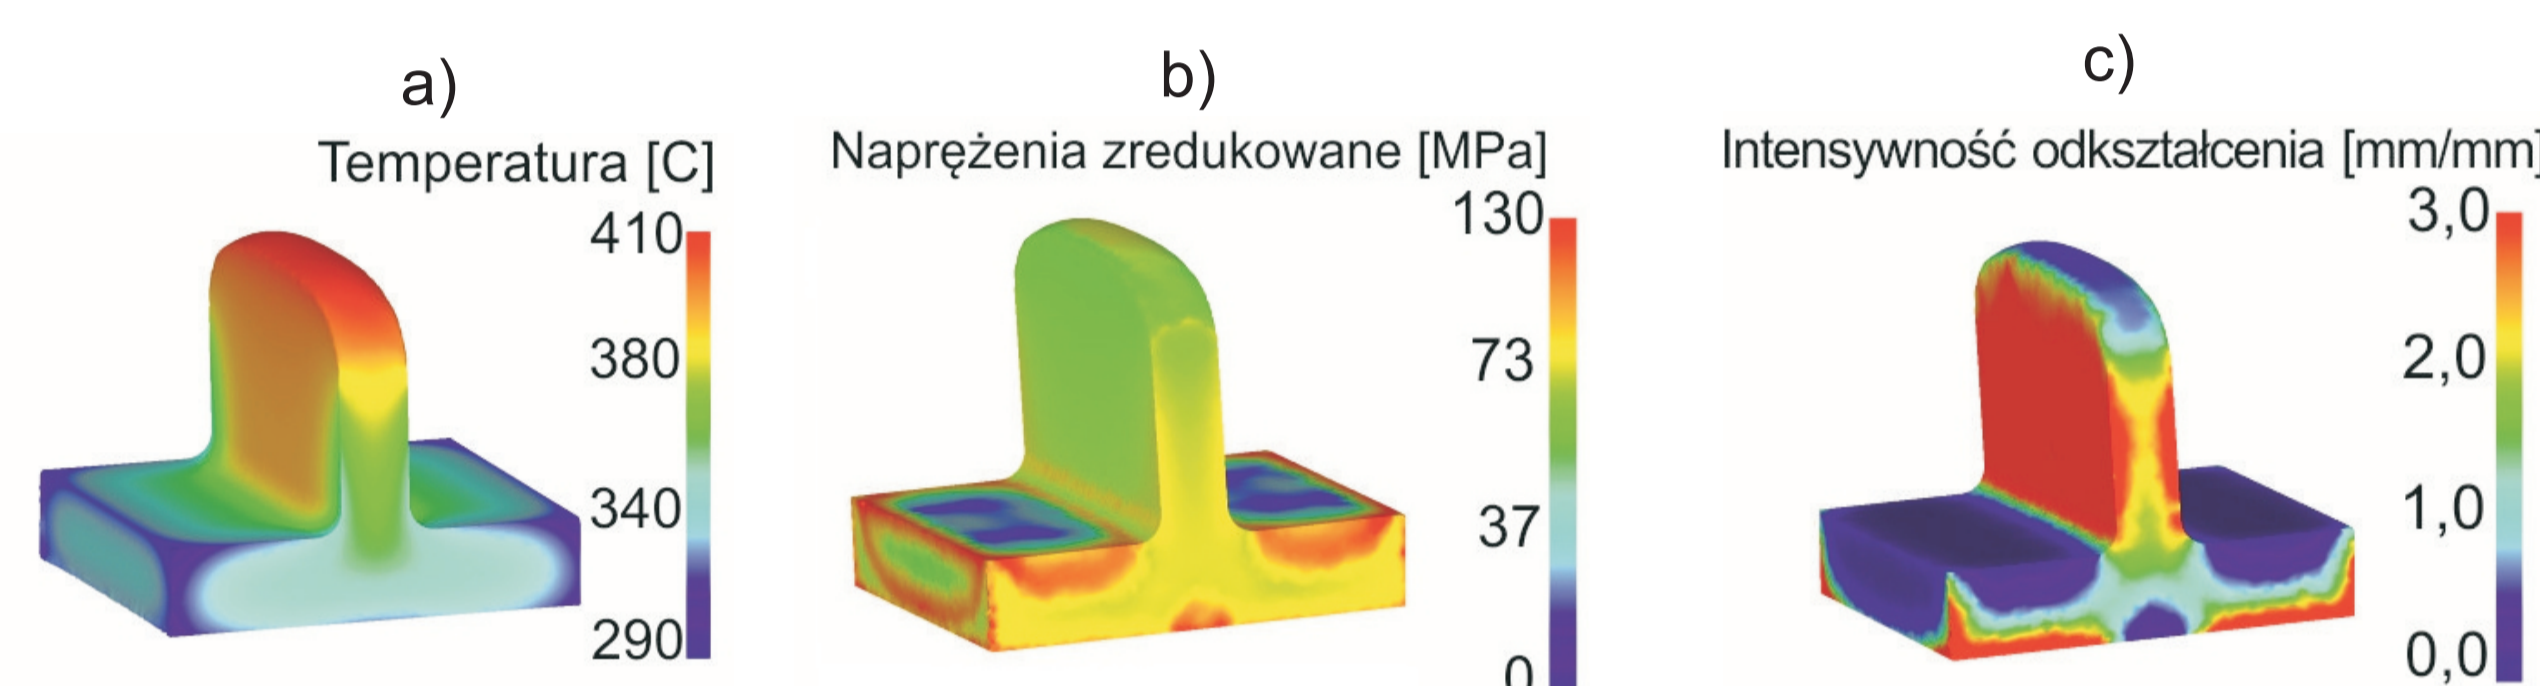 a)
Temperatura [C]
410
380
340
290
b)
Naprężenia zredukowane [MPa]
130
73
37
0
c)
Intensywność odkształcenia [mm/mm]
3,0
2,0
1,0
0,0